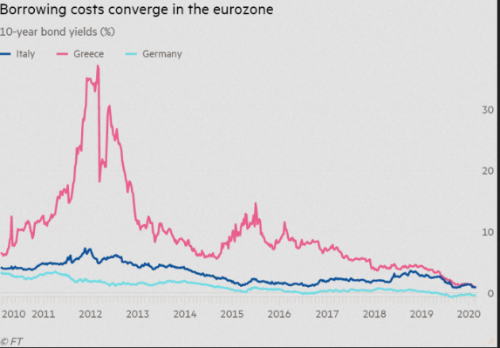 Borrowing costs converge in the eurozone
10-year bond yields (%)
Italy Greece Germany
30
20
10
0
2010 2011 2012 2013 2014 2015 2016 2017 2018 2019 2020
© FT